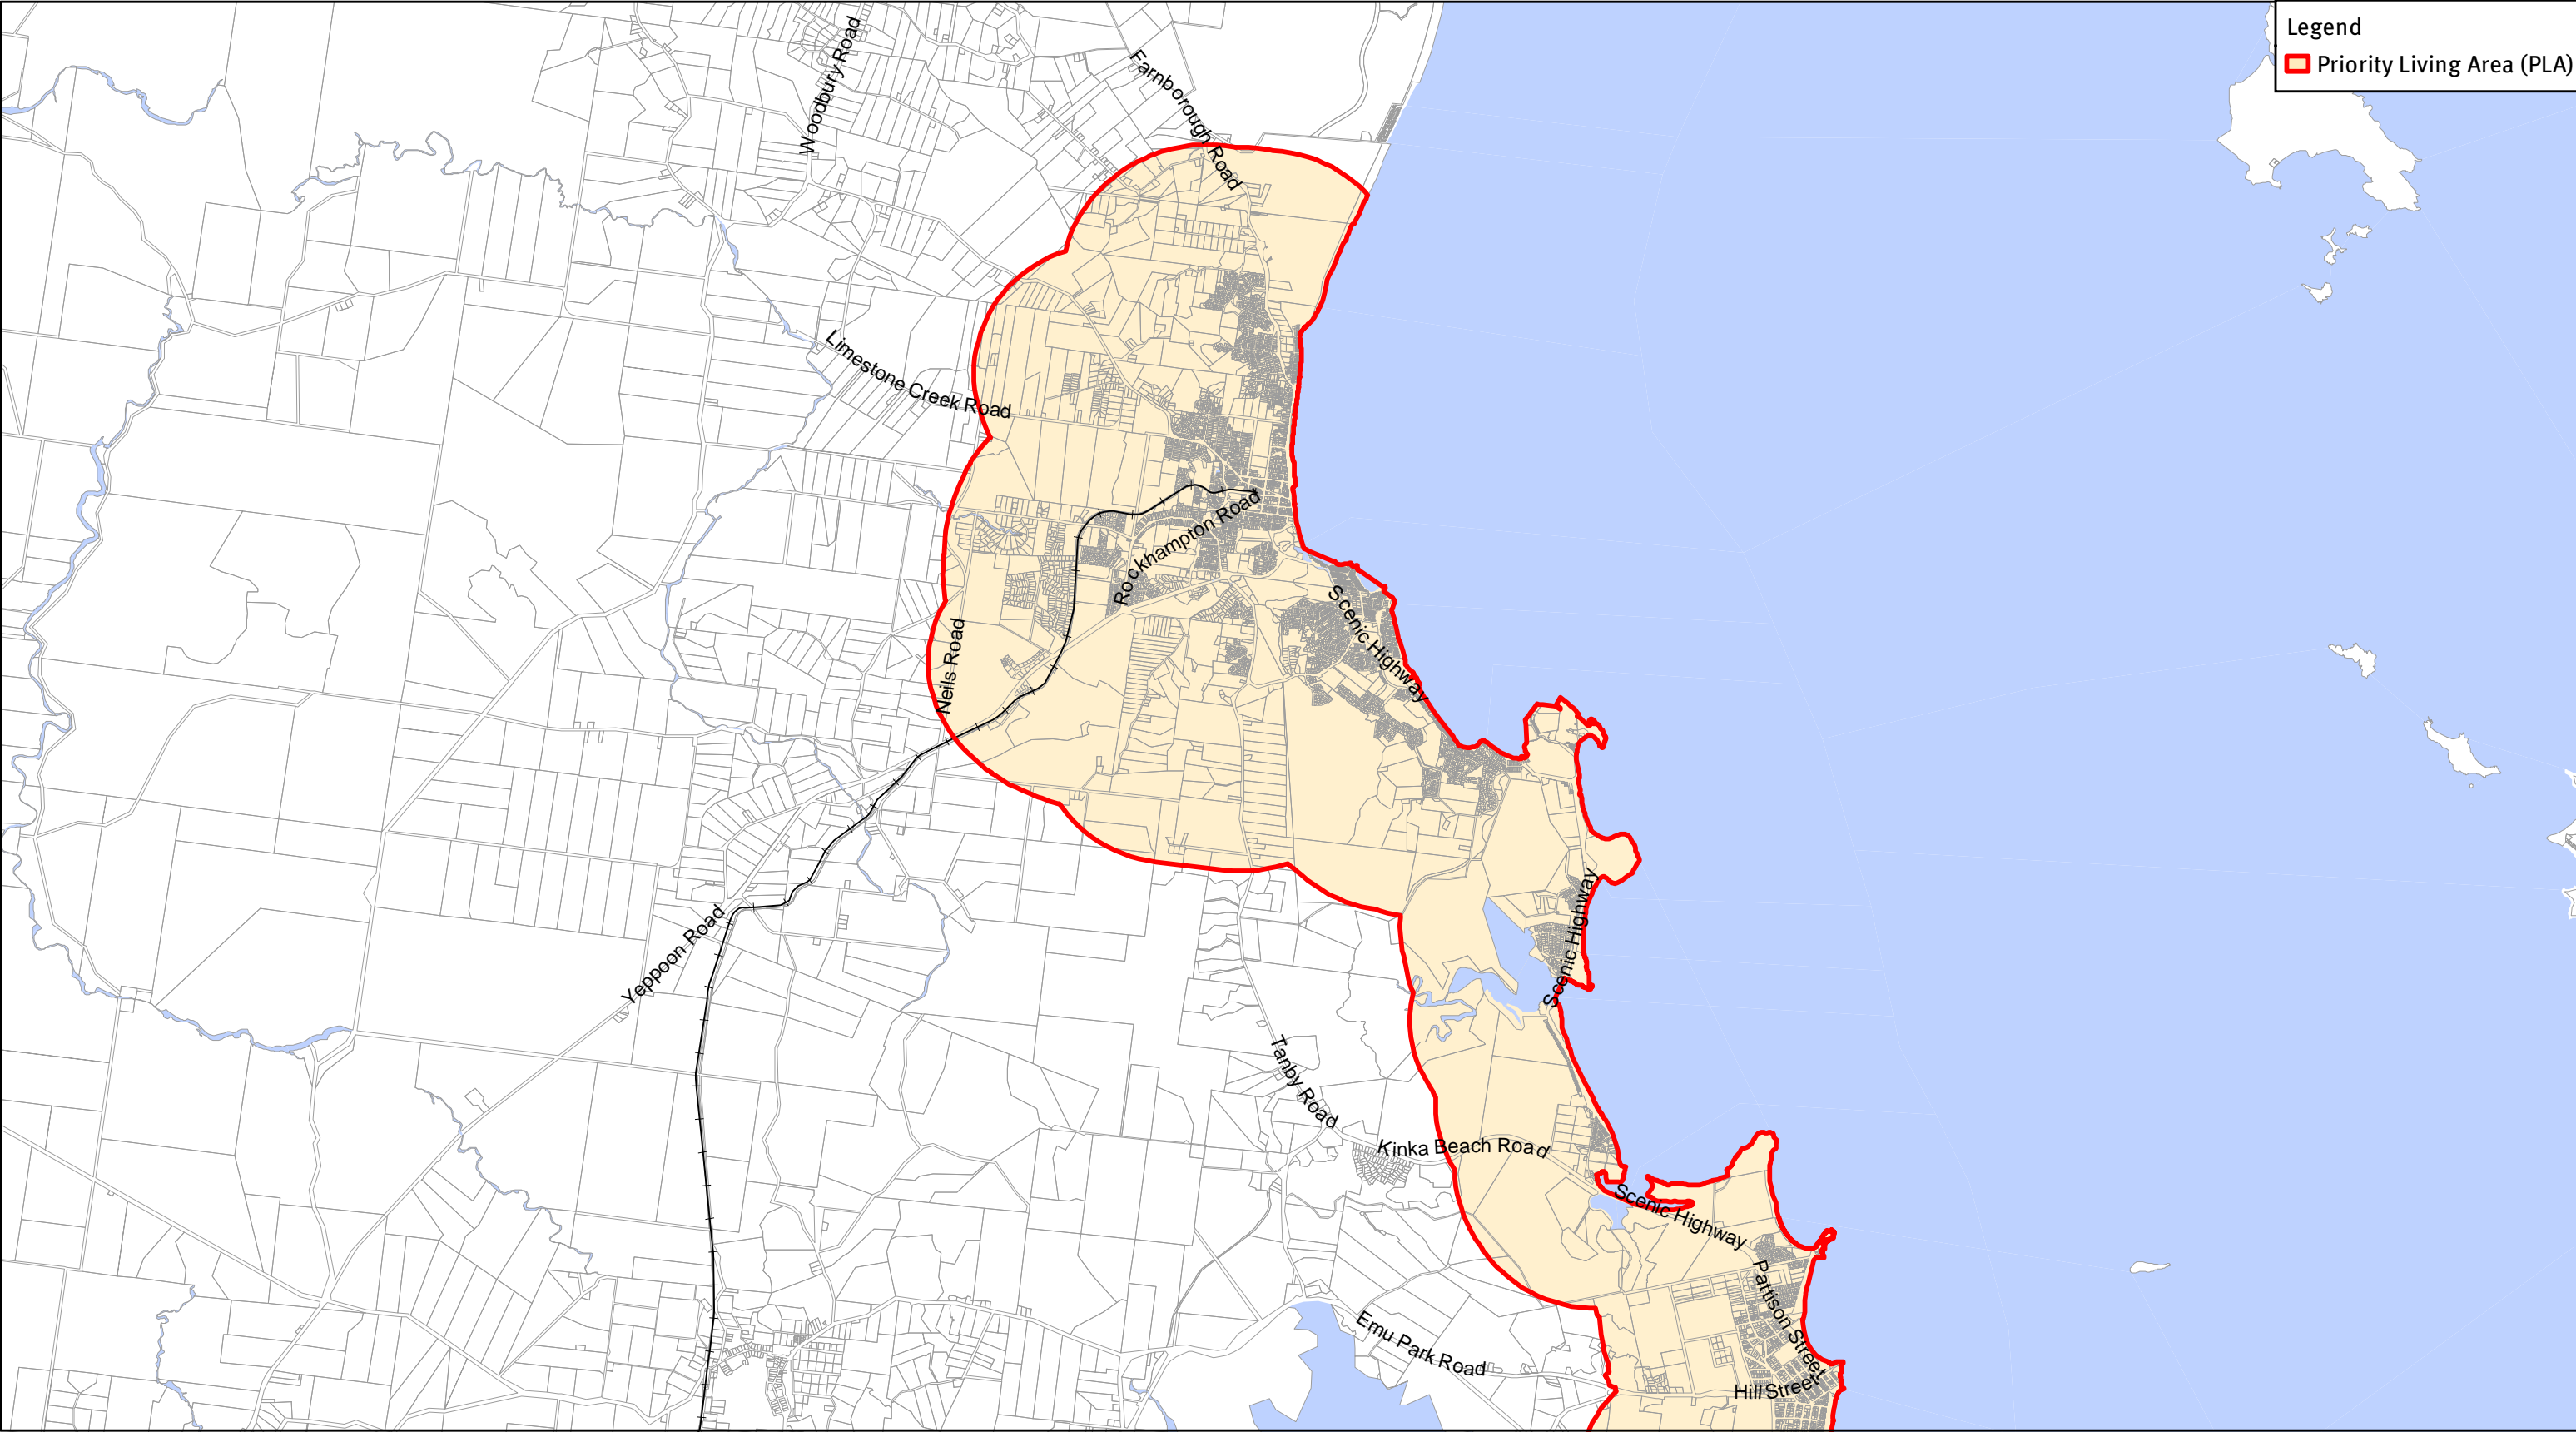 Legend
Priority Living Area (PLA)
Woodbury Road
Farnborough Road
Limestone Creek Road
Rockhampton Road
Scenic Highway
Neils Road
Yeppoon Road
Scenic Highway
Tanby Road
Kinka Beach Road
Scenic Highway
Pattison Street
Emu Park Road
Hill Street